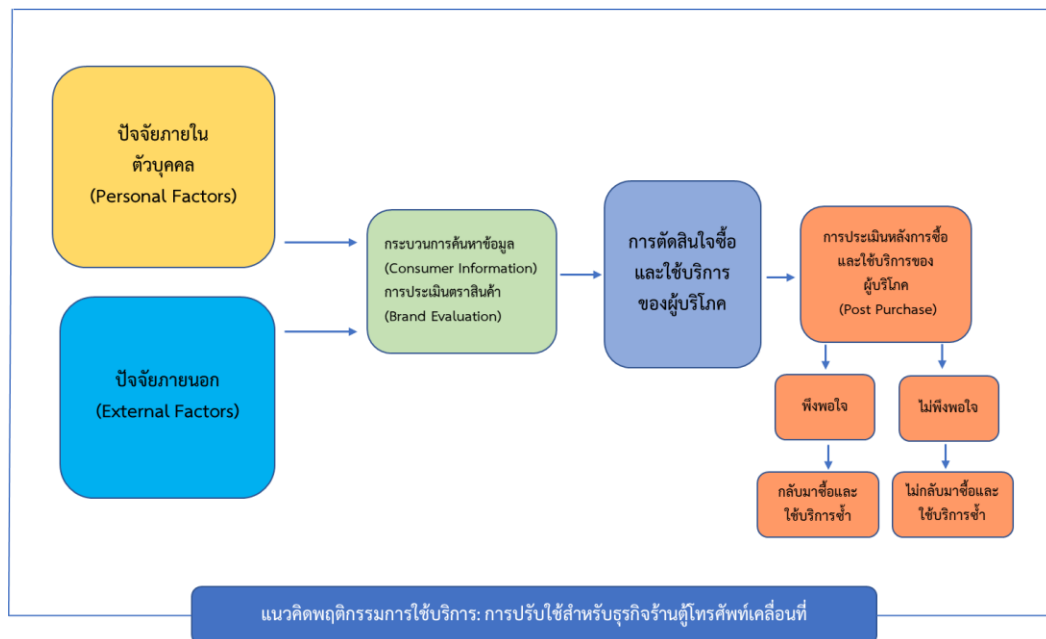 ปัจจัยภายใน
ตัวบุคคล
(Personal Factors)
ปัจจัยภายนอก
(External Factors)
กระบวนการค้นหาข้อมูล
(Consumer Information)
การประเมินตราสินค้า
(Brand Evaluation)
การตัดสินใจซื้อ
และใช้บริการ
ของผู้บริโภค
การประเมินหลังการซื้อ
และใช้บริการของ
ผู้บริโภค
(Post Purchase)
พึงพอใจ
ไม่พึงพอใจ
กลับมาซื้อและ
ใช้บริการซ้ำ
ไม่กลับมาซื้อและ
ใช้บริการซ้ำ
แนวคิดพฤติกรรมการใช้บริการ: การปรับใช้สำหรับธุรกิจร้านตู้โทรศัพท์เคลื่อนที่